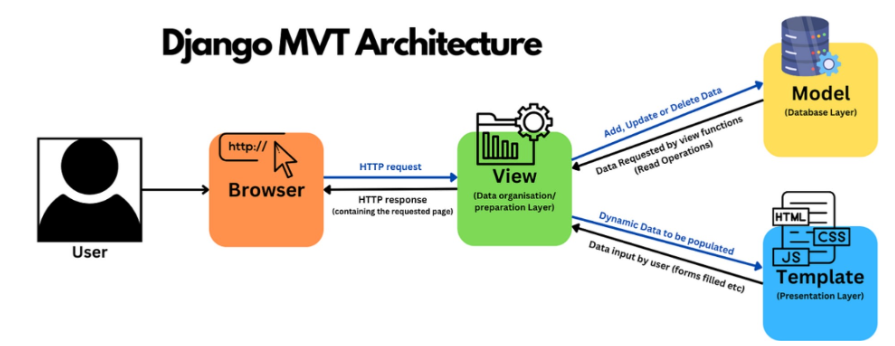 Django MVT Architecture
User
http://
Browser
HTTP request
HTTP response
(containing the requested page)
View
(Data organisation/
preparation Layer)
Add, Update or Delete Data
Data Requested by view functions
(Read Operations)
Model
(Database Layer)
Dynamic Data to be populated
Data input by user (forms filled etc)
HTML
CSS
JS
Template
(Presentation Layer)